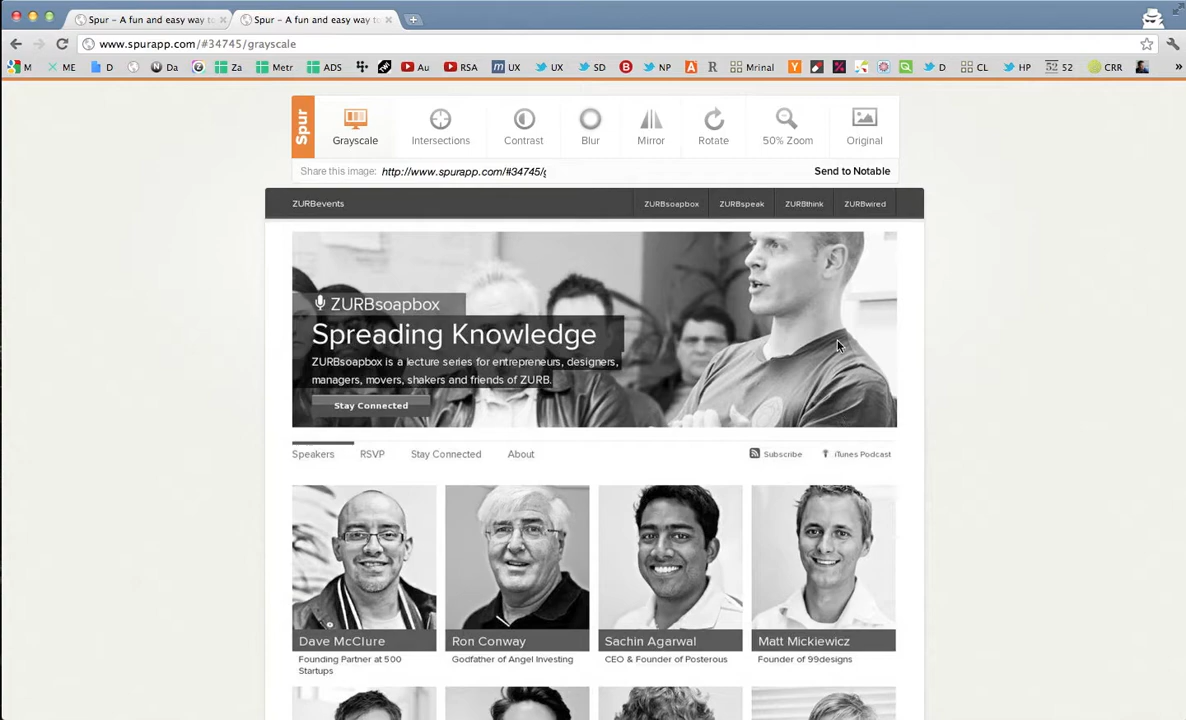 Spur – A fun and easy way to
Spur – A fun and easy way to
www.spurapp.com/#34745/grayscale
M ME D Na Za Metr ADS Au RSA UX UX SD NP Mrinal D CL HP 52 52 CRR »
Spur
Grayscale Intersections Contrast Blur Mirror Rotate 50% Zoom Original
Share this image: http://www.spurapp.com/#34745/g
Send to Notable
ZURBevents ZURBsoapbox ZURBspeak ZURBthink ZURBwired
ZURBsoapbox
Spreading Knowledge
ZURBsoapbox is a lecture series for entrepreneurs, designers,
managers, movers, shakers and friends of ZURB.
Stay Connected
Speakers RSVP Stay Connected About Subscribe iTunes Podcast
Dave McClure Ron Conway Sachin Agarwal Matt Mickiewicz
Founding Partner at 500 Godfather of Angel Investing CEO & Founder of Posterous Founder of 99designs
Startups